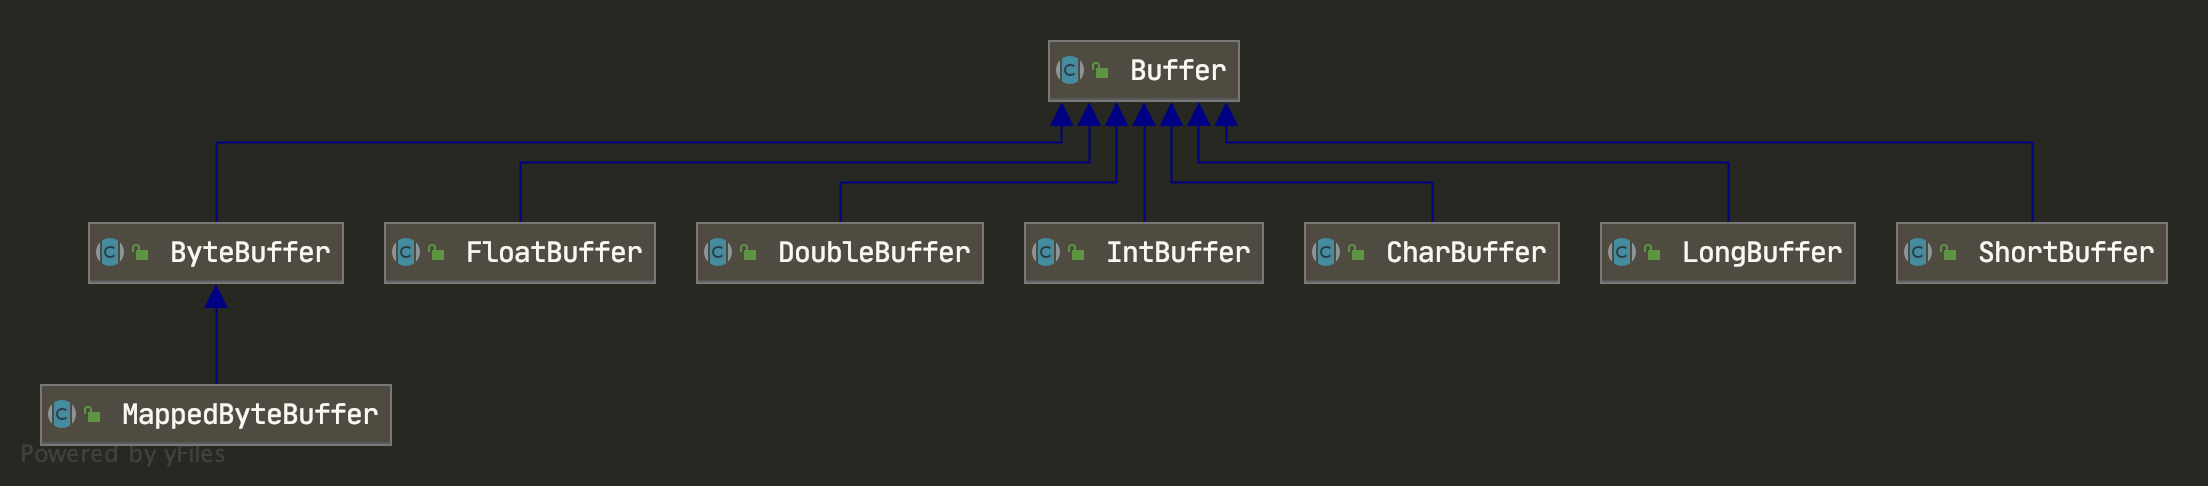 Buffer
ByteBuffer
FloatBuffer
DoubleBuffer
IntBuffer
CharBuffer
LongBuffer
ShortBuffer
MappedByteBuffer
Powered by yFiles